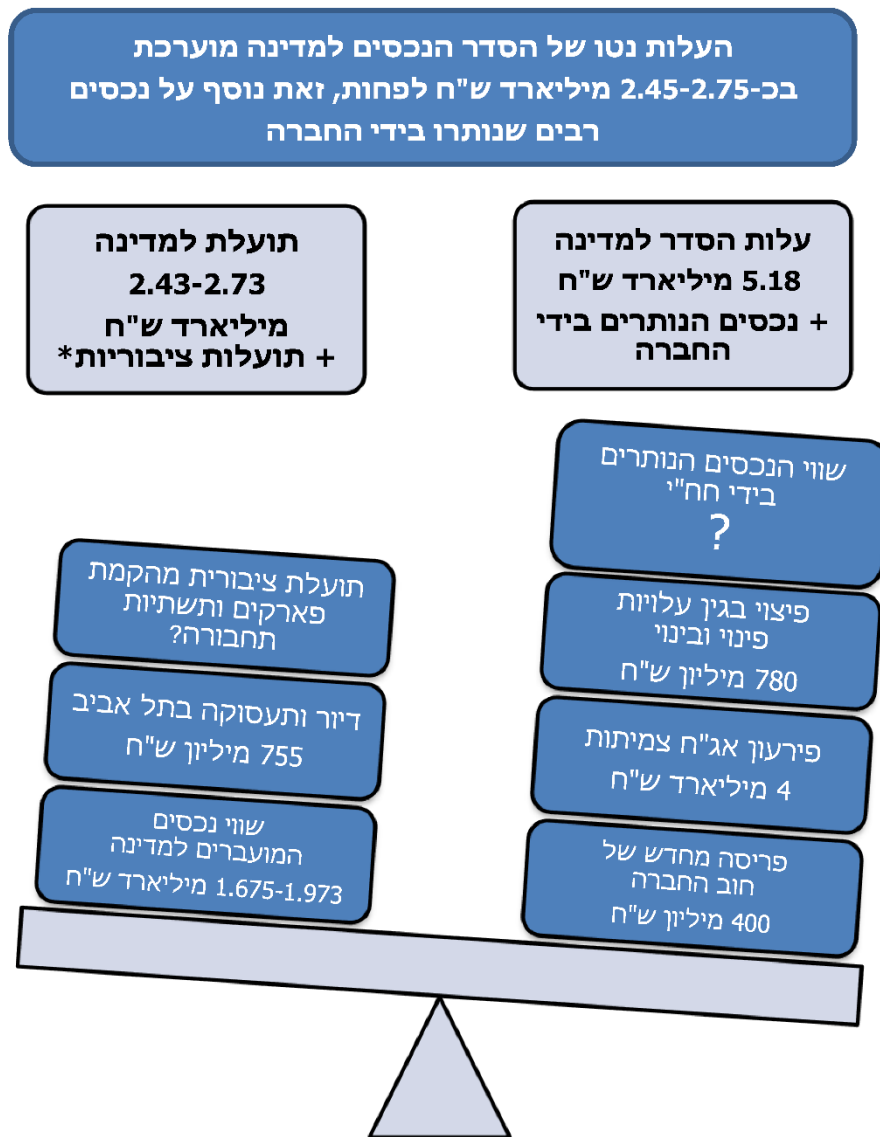 העלות נטו של הסדר הנכסים למדינה מוערכת
בכ-2.45-2.75 מיליארד ש"ח לפחות, זאת נוסף על נכסים
רבים שנותרו בידי החברה
עלות הסדר למדינה
5.18 מיליארד ש"ח
+ נכסים הנותרים בידי
החברה
תועלת למדינה
2.43-2.73
מיליארד ש"ח
+ תועלות ציבוריות*
שווי הנכסים הנותרים
בידי חח"י
?
פיצוי בגין עלויות
פינוי ובינוי
780 מיליון ש"ח
פירעון אג"ח צמיתות
4 מיליארד ש"ח
פריסה מחדש של
חוב החברה
400 מיליון ש"ח
תועלת ציבורית מהקמת
פארקים ותשתיות
תחבורה?
דיור ותעסוקה בתל אביב
755 מיליון ש"ח
שווי נכסים
המועברים למדינה
1.675-1.973 מיליארד ש"ח